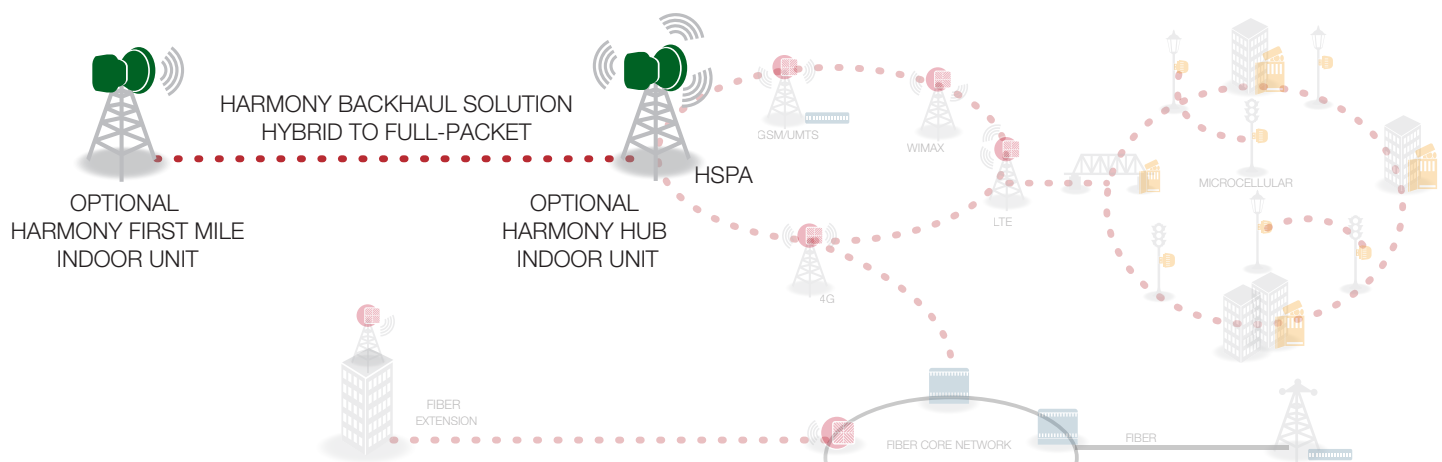 HARMONY BACKHAUL SOLUTION
HYBRID TO FULL-PACKET
OPTIONAL
HARMONY FIRST MILE
INDOOR UNIT
HSPA
OPTIONAL
HARMONY HUB
INDOOR UNIT
GSM/UMTS
WIMAX
LTE
MICROCELLULAR
4G
FIBER
EXTENSION
FIBER CORE NETWORK
FIBER